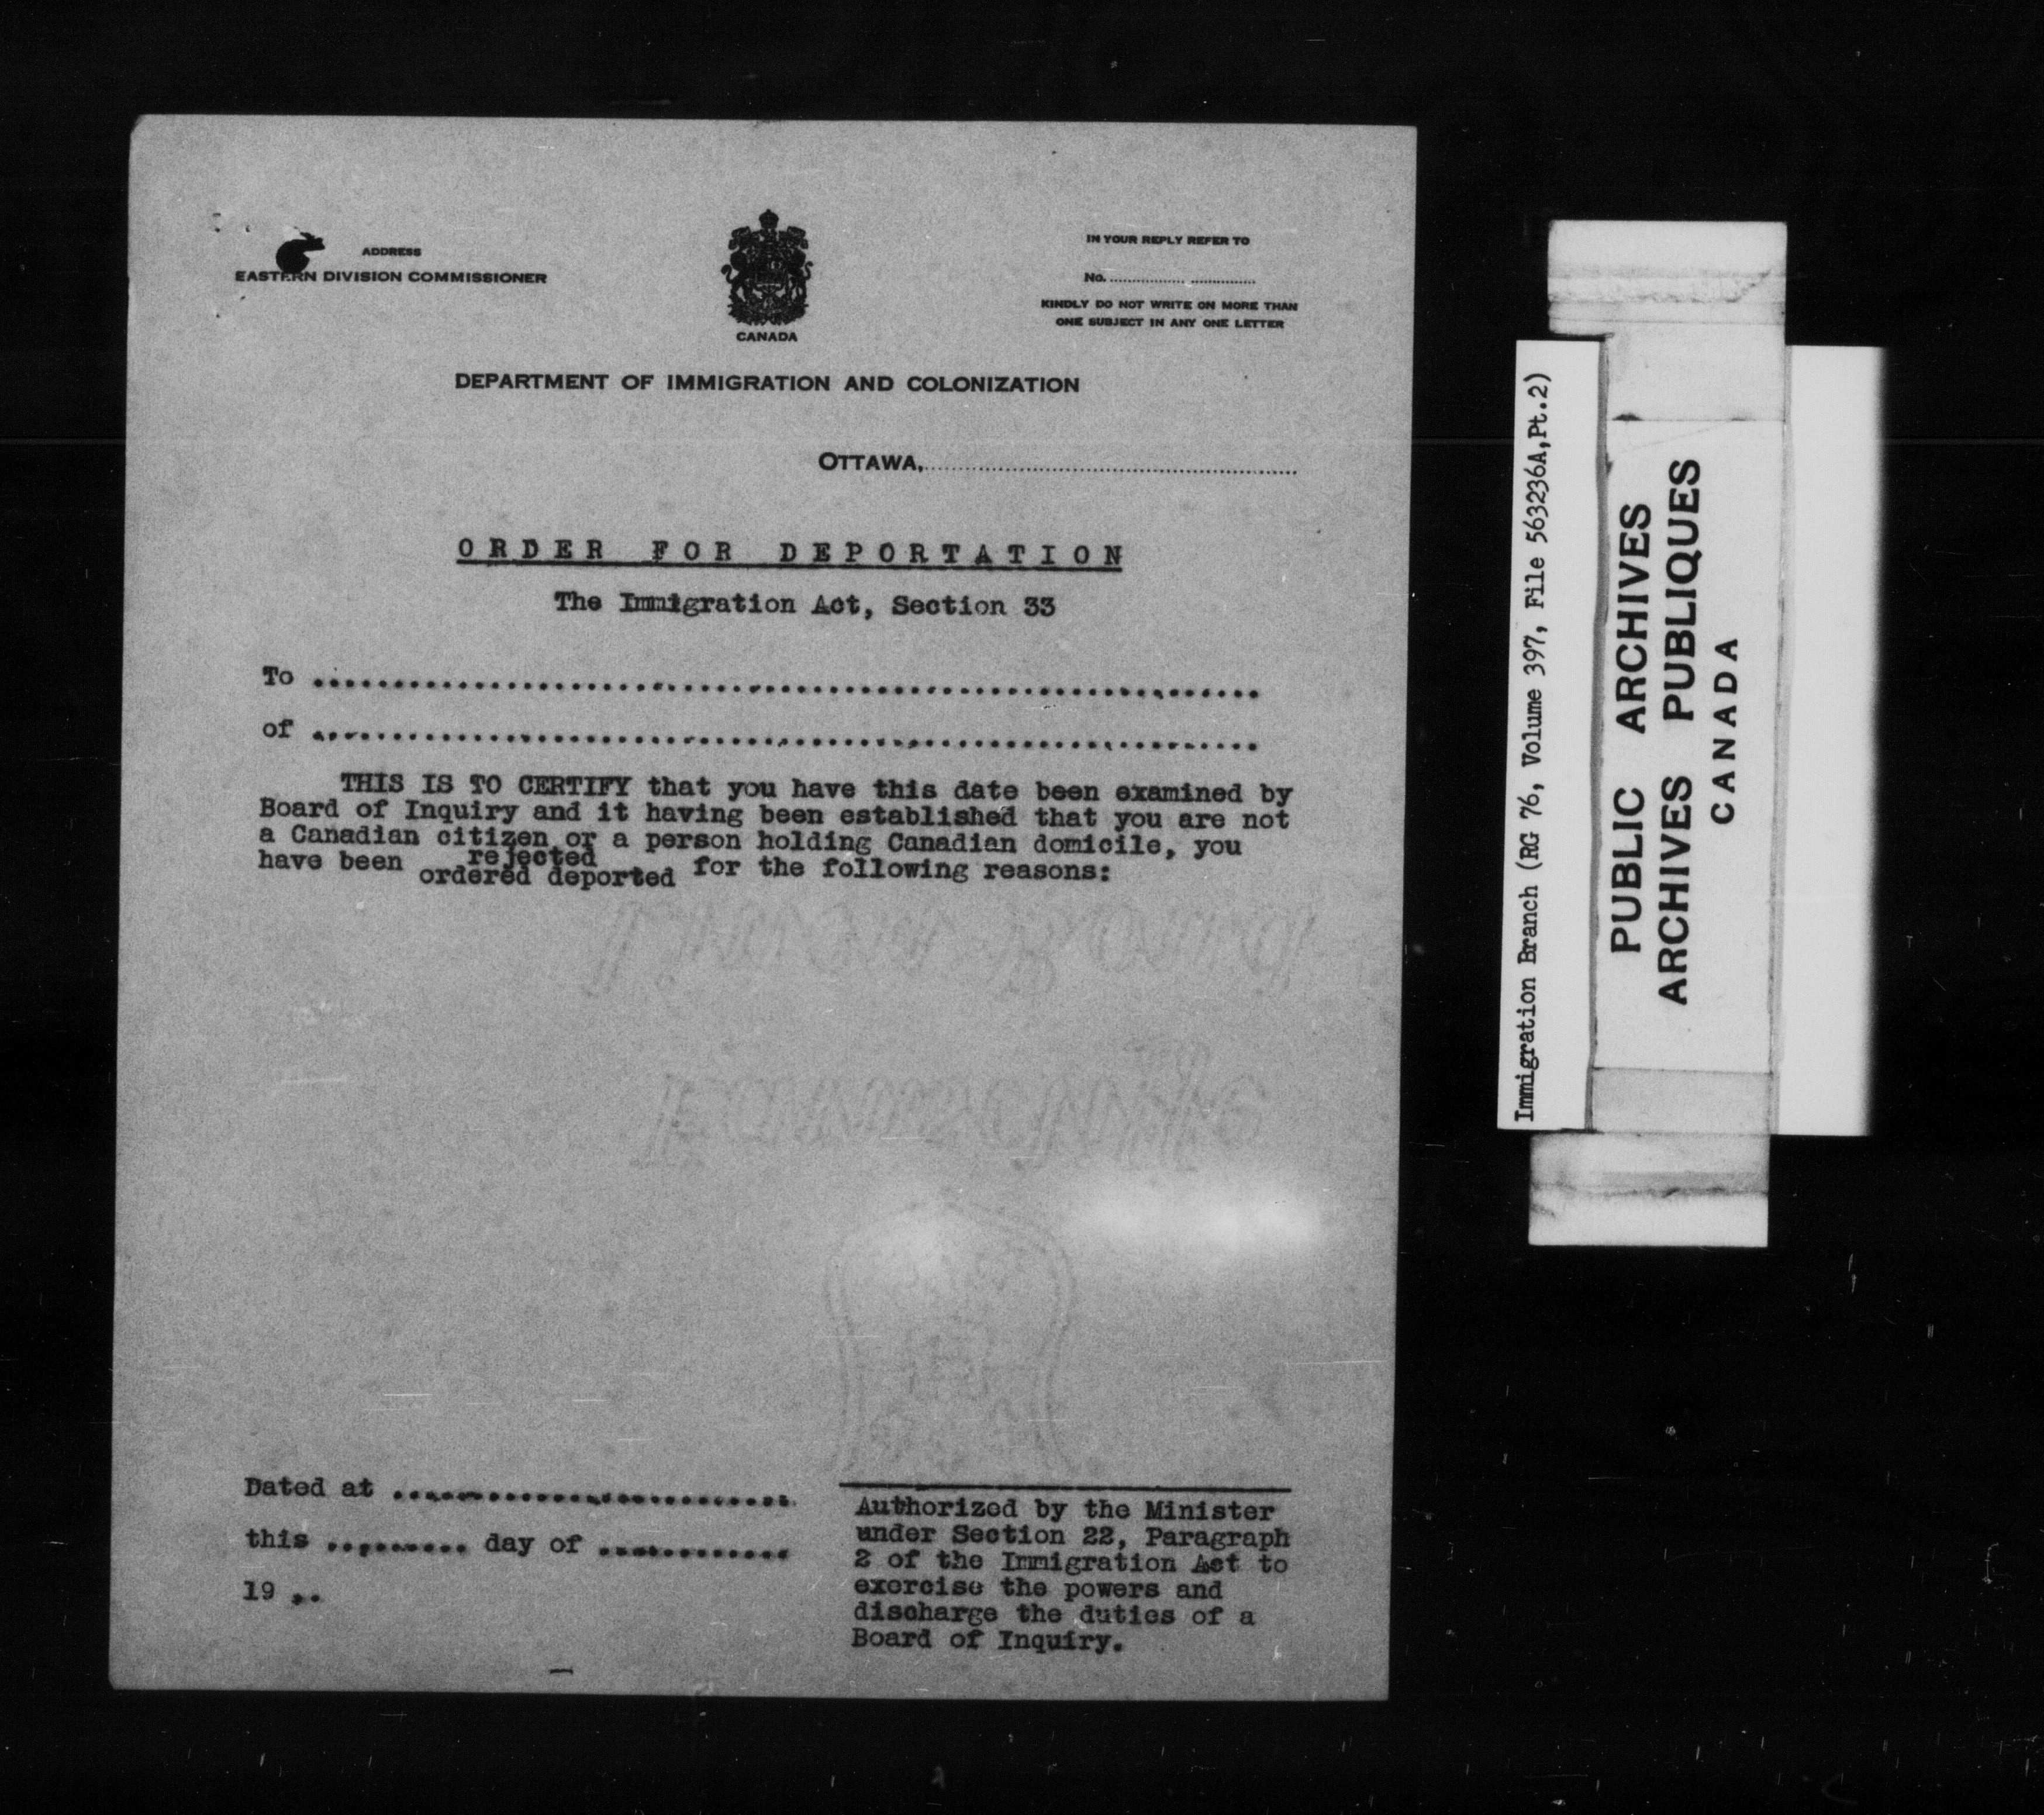 ADDRESS
EASTERN DIVISION COMMISSIONER
CANADA
IN YOUR REPLY REFER TO
No. ..................................
KINDLY DO NOT WRITE ON MORE THAN
ONE SUBJECT IN ANY ONE LETTER
DEPARTMENT OF IMMIGRATION AND COLONIZATION
OTTAWA,..............................................
ORDER FOR DEPORTATION
The Immigration Act, Section 33
To ............................................................
of ............................................................
THIS IS TO CERTIFY that you have this date been examined by
Board of Inquiry and it having been established that you are not
a Canadian citizen or a person holding Canadian domicile, you
have been rejected
ordered deported for the following reasons:
Dated at .........................
this ......... day of ............
19 ..
Authorized by the Minister
under Section 22, Paragraph
2 of the Immigration Act to
exercise the powers and
discharge the duties of a
Board of Inquiry.
Immigration Branch (RG 76, Volume 397, File 563236A,Pt.2)
PUBLIC ARCHIVES
ARCHIVES PUBLIQUES
CANADA